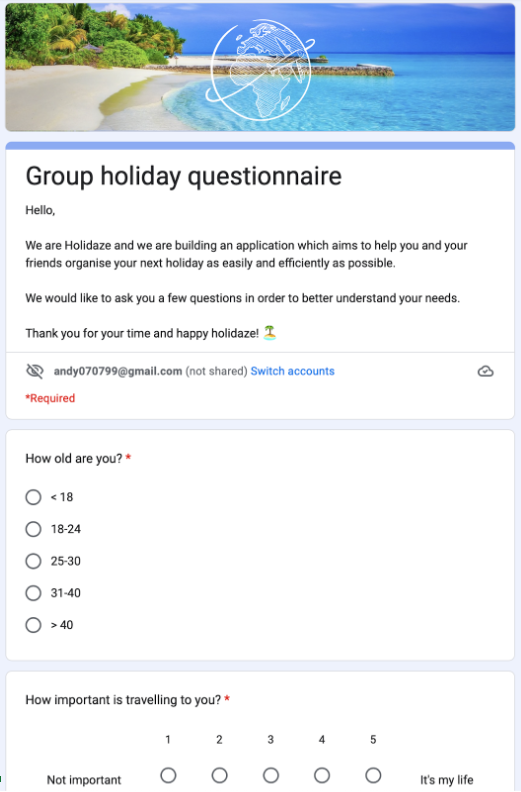 Group holiday questionnaire
Hello,
We are Holidaze and we are building an application which aims to help you and your
friends organise your next holiday as easily and efficiently as possible.
We would like to ask you a few questions in order to better understand your needs.
Thank you for your time and happy holidaze! 🏝️
andy070799@gmail.com (not shared) Switch accounts
*Required
How old are you? *
< 18
18-24
25-30
31-40
> 40
How important is travelling to you? *
1 2 3 4 5
Not important It's my life